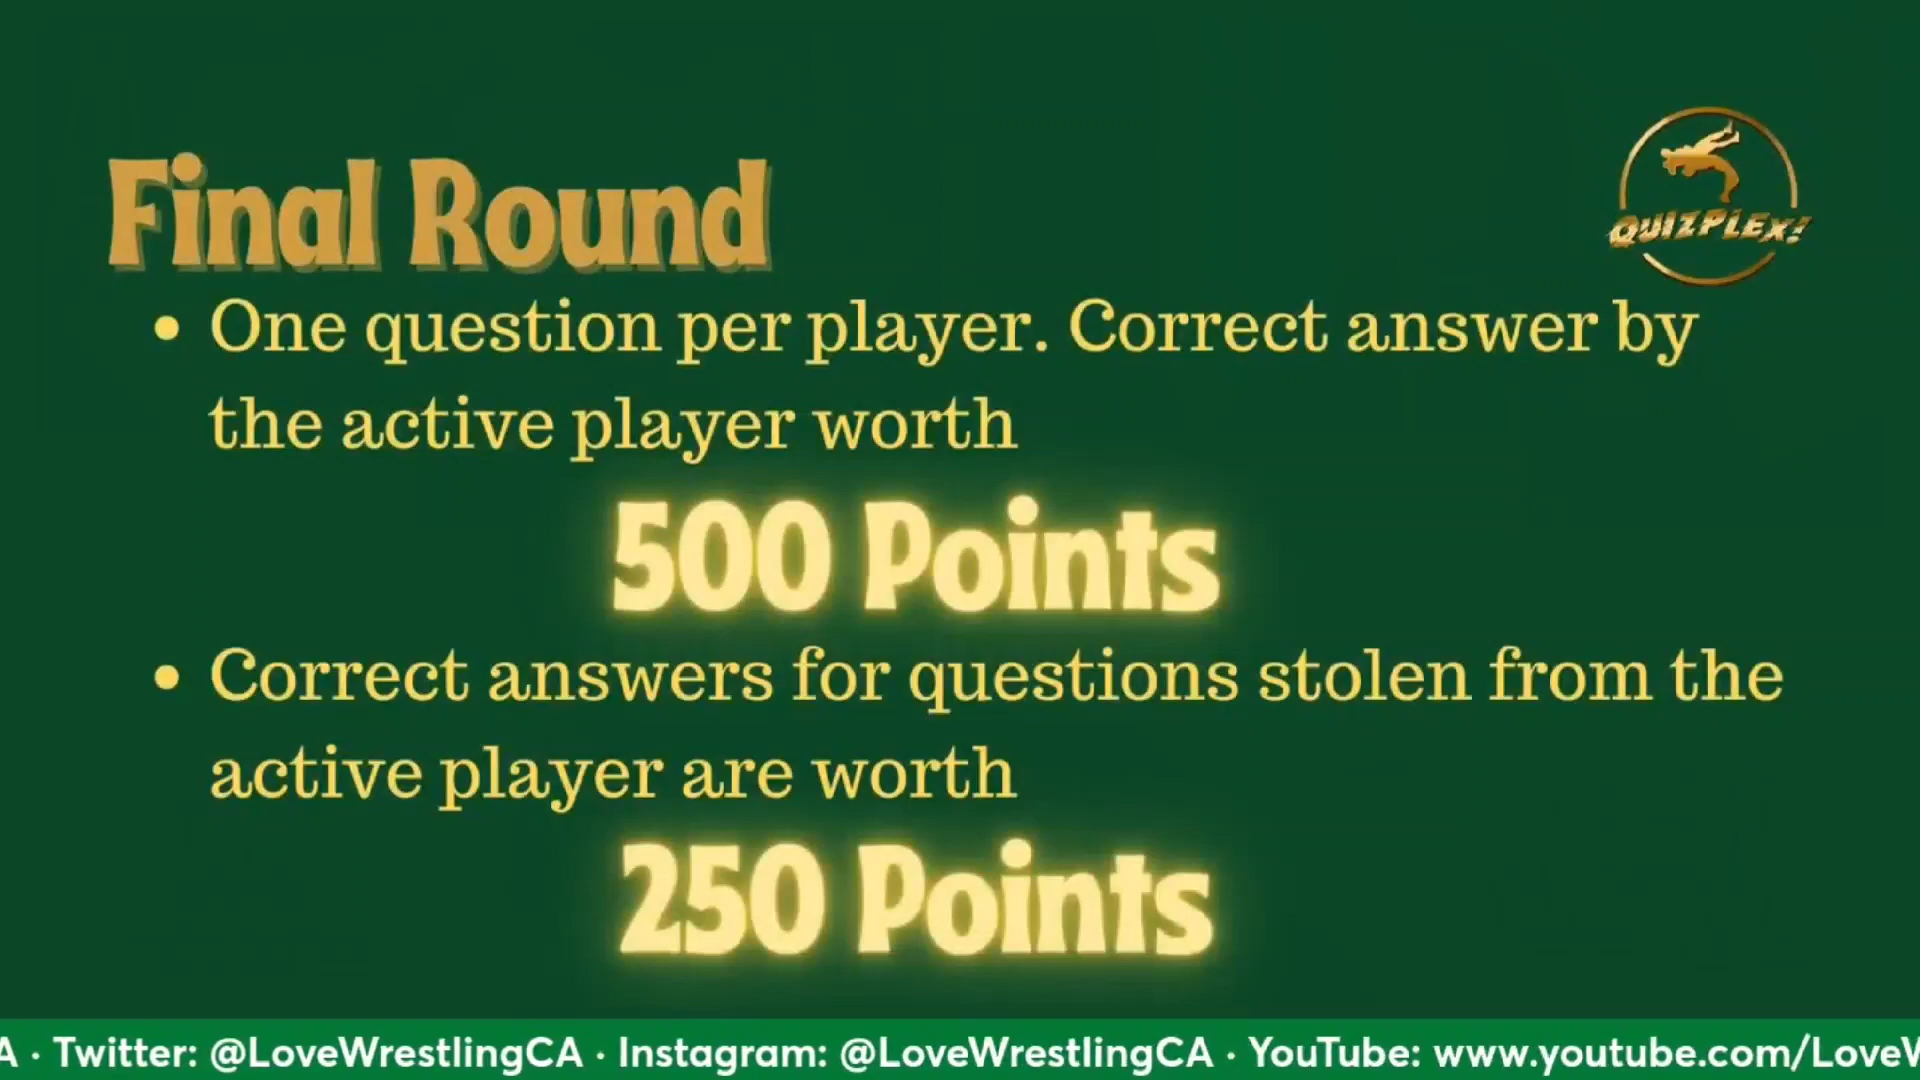 Final Round
QUIZPLEX!
• One question per player. Correct answer by
the active player worth
500 Points
• Correct answers for questions stolen from the
active player are worth
250 Points
A · Twitter: @LoveWrestlingCA · Instagram: @LoveWrestlingCA · YouTube: www.youtube.com/Love